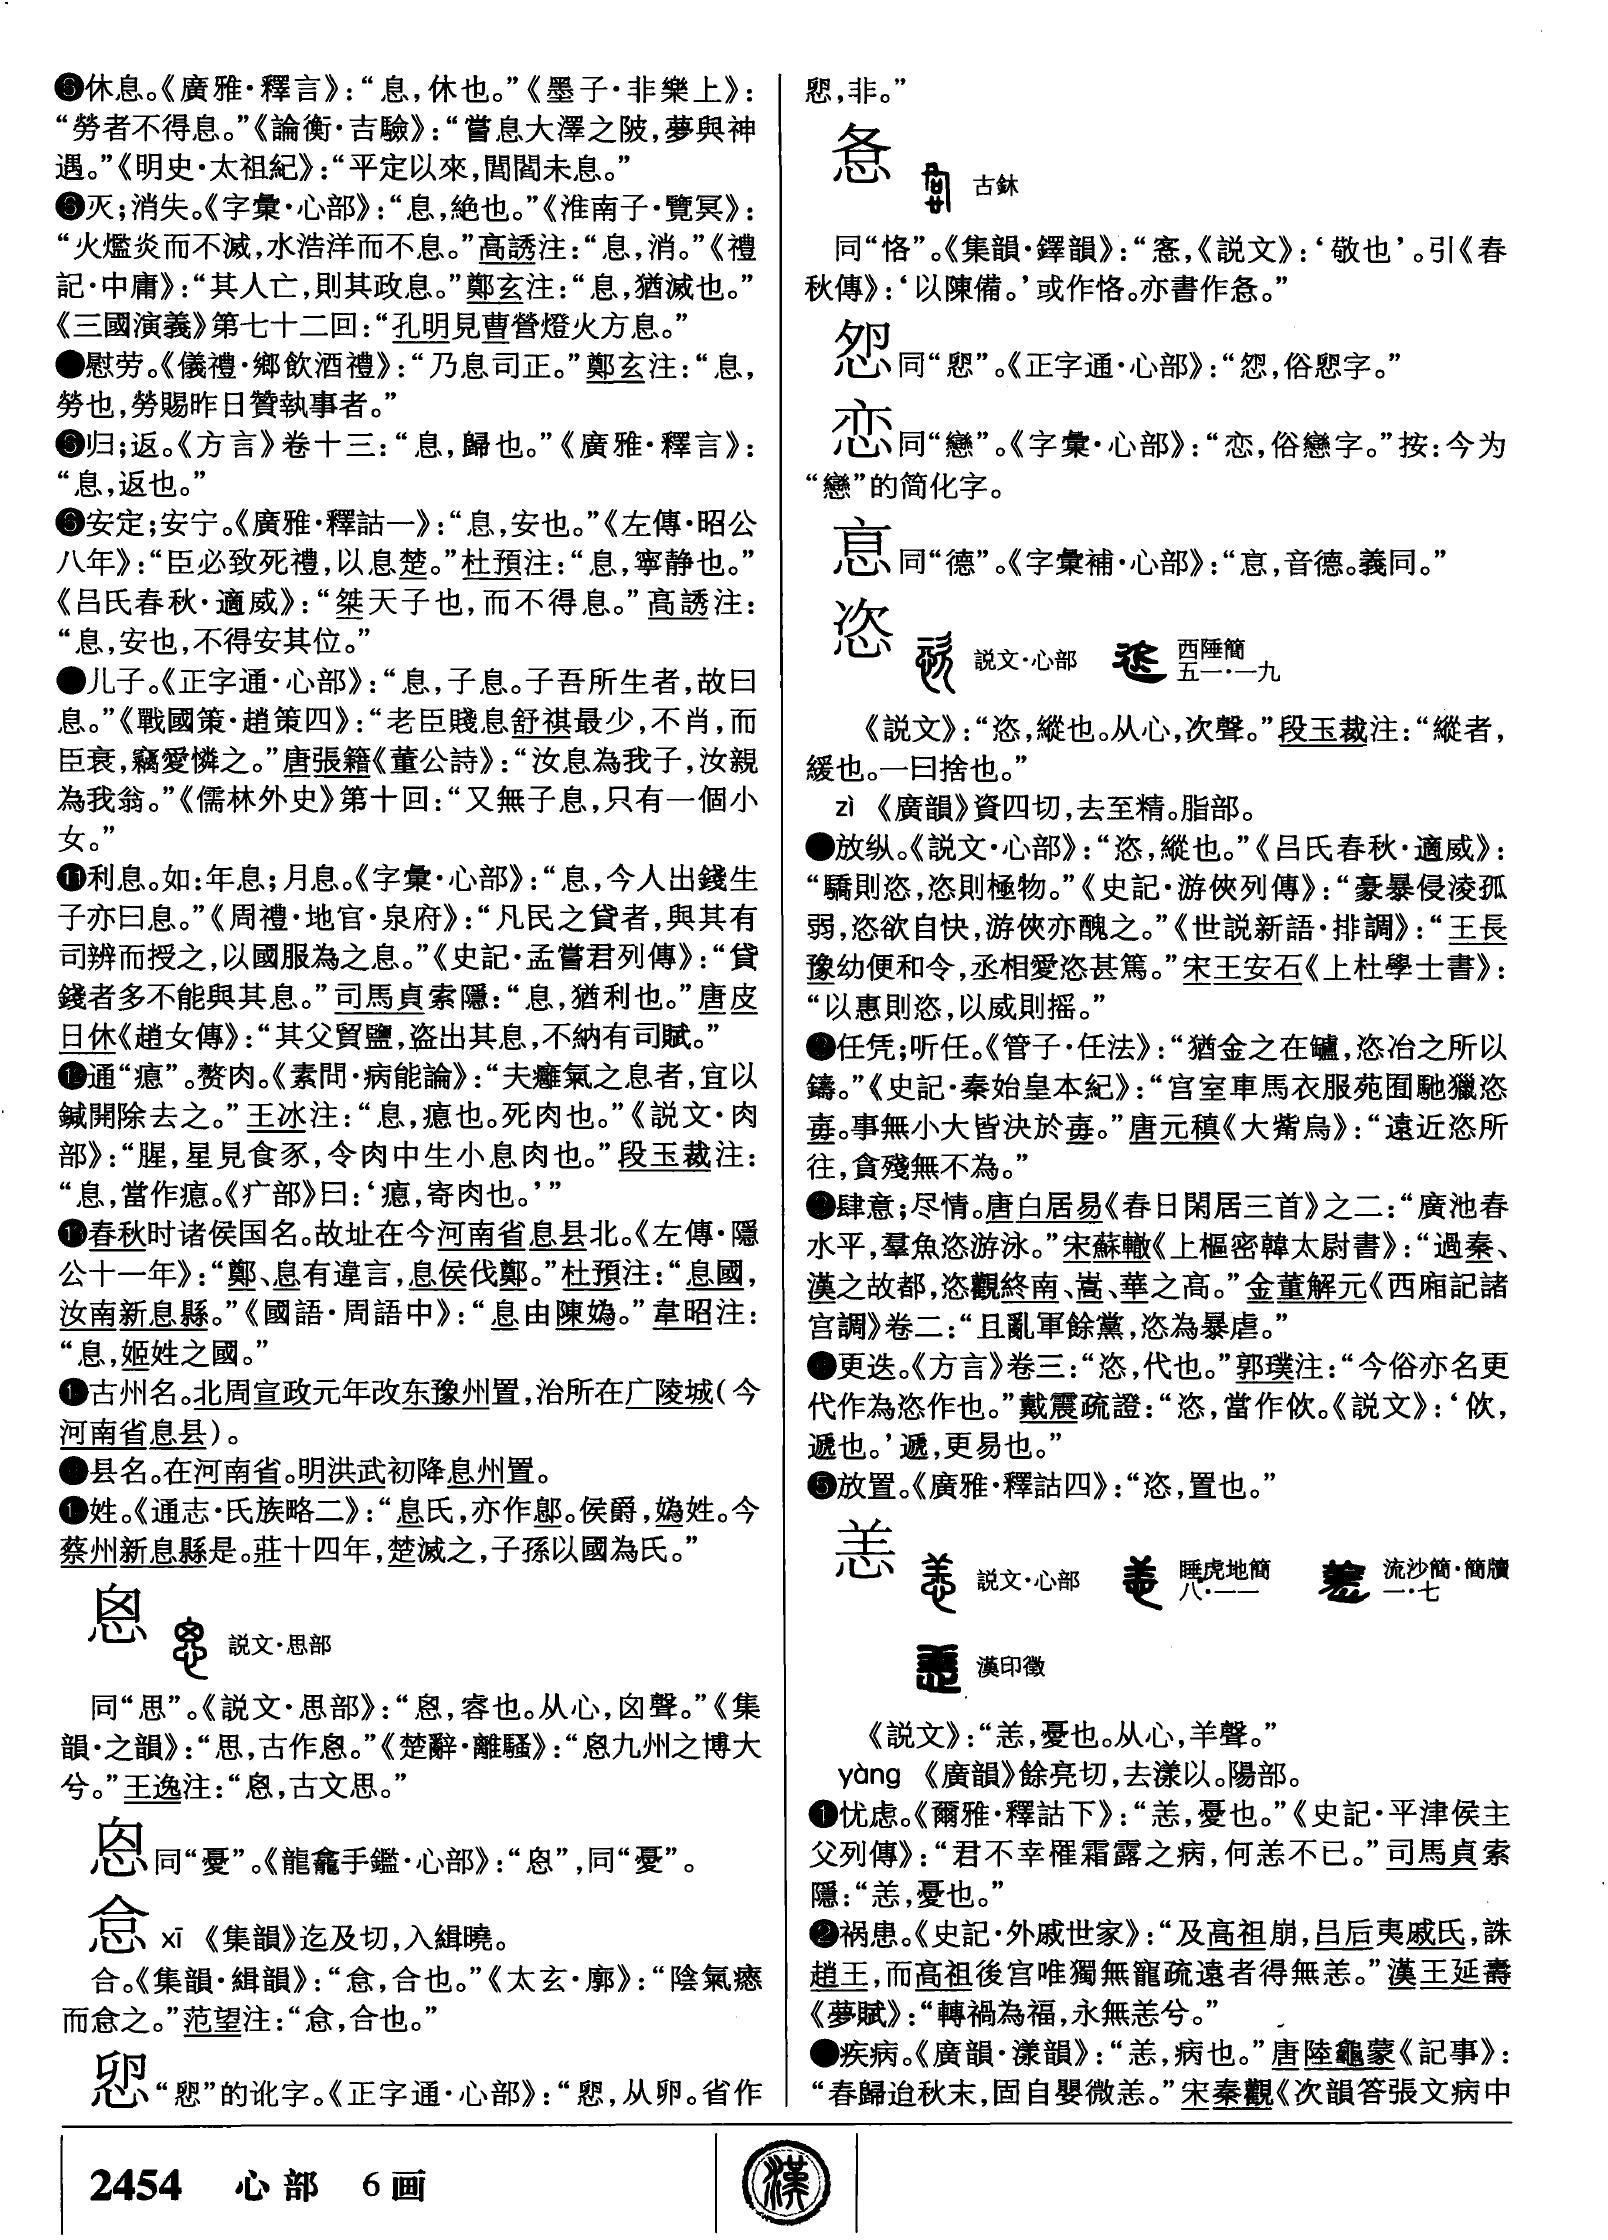 休息。《廣雅·釋言》:“息,休也。”《墨子·非樂上》:
“勞者不得息。”《論衡·吉驗》:“嘗息大澤之陂,夢與神
遇。”《明史·太祖紀》:“平定以來,閭閻未息。”
灭;消失。《字彙·心部》:“息,絶也。”《淮南子·覽冥》:
“火爁炎而不滅,水浩洋而不息。”高誘注:“息,消。”《禮
記·中庸》:“其人亡,則其政息。”鄭玄注:“息,猶滅也。”
《三國演義》第七十二回:“孔明見曹營燈火方息。”
●慰劳。《儀禮·鄉飲酒禮》:“乃息司正。”鄭玄注:“息,
勞也,勞賜昨日贊執事者。”
归;返。《方言》卷十三:“息,歸也。”《廣雅·釋言》:
“息,返也。”
安定;安宁。《廣雅·釋詁一》:“息,安也。”《左傳·昭公
八年》:“臣必致死禮,以息楚。”杜預注:“息,寧静也。”
《吕氏春秋·適威》:“桀天子也,而不得息。”高誘注:
“息,安也,不得安其位。”
●儿子。《正字通·心部》:“息,子息。子吾所生者,故曰
息。”《戰國策·趙策四》:“老臣賤息舒祺最少,不肖,而
臣衰,竊愛憐之。”唐張籍《董公詩》:“汝息為我子,汝親
為我翁。”《儒林外史》第十回:“又無子息,只有一個小
女。”
⓫利息。如:年息;月息。《字彙·心部》:“息,今人出錢生
子亦曰息。”《周禮·地官·泉府》:“凡民之貸者,與其有
司辨而授之,以國服為之息。”《史記·孟嘗君列傳》:“貸
錢者多不能與其息。”司馬貞索隱:“息,猶利也。”唐皮
日休《趙女傳》:“其父貿鹽,盗出其息,不納有司賦。”
⓬通“瘜”。赘肉。《素問·病能論》:“夫癰氣之息者,宜以
鍼開除去之。”王冰注:“息,瘜也。死肉也。”《説文·肉
部》:“腥,星見食豕,令肉中生小息肉也。”段玉裁注:
“息,當作瘜。《疒部》曰:‘瘜,寄肉也。’”
⓭春秋时诸侯国名。故址在今河南省息县北。《左傳·隱
公十一年》:“鄭、息有違言,息侯伐鄭。”杜預注:“息國,
汝南新息縣。”《國語·周語中》:“息由陳媯。”韋昭注:
“息,姬姓之國。”
古州名。北周宣政元年改东豫州置,治所在广陵城(今
河南省息县)。
县名。在河南省。明洪武初降息州置。
姓。《通志·氏族略二》:“息氏,亦作鄎。侯爵,媯姓。今
蔡州新息縣是。莊十四年,楚滅之,子孫以國為氏。”
恖 説文·思部
同“思”。《説文·思部》:“恖,容也。从心,囟聲。”《集
韻·之韻》:“思,古作恖。”《楚辭·離騷》:“恖九州之博大
兮。”王逸注:“恖,古文思。”
同“憂”。《龍龕手鑑·心部》:“”,同“憂”。
㤩 xī 《集韻》迄及切,入緝曉。
合。《集韻·緝韻》:“㤩,合也。”《太玄·廓》:“陰氣瘱
而㤩之。”范望注:“㤩,合也。”
“㥟”的讹字。《正字通·心部》:“㥟,从卵。省作
,非。”
㤩 古鉥
同“恪”。《集韻·鐸韻》:“愙,《説文》:‘敬也’。引《春
秋傳》:‘以陳備。’或作恪。亦書作。”
㤪 同“怨”。《正字通·心部》:“㤪,俗怨字。”
恋 同“戀”。《字彙·心部》:“恋,俗戀字。”按:今为
“戀”的简化字。
同“德”。《字彙補·心部》:“,音德。義同。”
恣 説文·心部 西陲簡
五一·一九
《説文》:“恣,縱也。从心,次聲。”段玉裁注:“縱者,
緩也。一曰捨也。”
zì 《廣韻》資四切,去至精。脂部。
●放纵。《説文·心部》:“恣,縱也。”《吕氏春秋·適威》:
“驕則恣,恣則極物。”《史記·游俠列傳》:“豪暴侵淩孤
弱,恣欲自快,游俠亦醜之。”《世説新語·排調》:“王長
豫幼便和令,丞相愛恣甚篤。”宋王安石《上杜學士書》:
“以惠則恣,以威則摇。”
❷任凭;听任。《管子·任法》:“猶金之在鑪,恣冶之所以
鑄。”《史記·秦始皇本紀》:“宫室車馬衣服苑囿馳獵恣
毐。事無小大皆決於毐。”唐元稹《大觜烏》:“遠近恣所
往,貪殘無不為。”
❸肆意;尽情。唐白居易《春日閑居三首》之二:“廣池春
水平,羣魚恣游泳。”宋蘇轍《上樞密韓太尉書》:“過秦、
漢之故都,恣觀終南、嵩、華之高。”金董解元《西廂記諸
宫調》卷二:“且亂軍餘黨,恣為暴虐。”
❹更迭。《方言》卷三:“恣,代也。”郭璞注:“今俗亦名更
代作為恣作也。”戴震疏證:“恣,當作佽。《説文》:‘佽,
遞也。’遞,更易也。”
❺放置。《廣雅·釋詁四》:“恣,置也。”
恙 説文·心部 睡虎地簡
八·一一 流沙簡·簡牘
一·七
漢印徵
《説文》:“恙,憂也。从心,羊聲。”
yàng 《廣韻》餘亮切,去漾以。陽部。
❶忧虑。《爾雅·釋詁下》:“恙,憂也。”《史記·平津侯主
父列傳》:“君不幸罹霜露之病,何恙不已。”司馬貞索
隱:“恙,憂也。”
❷祸患。《史記·外戚世家》:“及高祖崩,吕后夷戚氏,誅
趙王,而高祖後宫唯獨無寵疏遠者得無恙。”漢王延壽
《夢賦》:“轉禍為福,永無恙兮。”
●疾病。《廣韻·漾韻》:“恙,病也。”唐陸龜蒙《記事》:
“春歸迨秋末,固自嬰微恙。”宋秦觀《次韻答張文病中
2454 心部 6画
漢